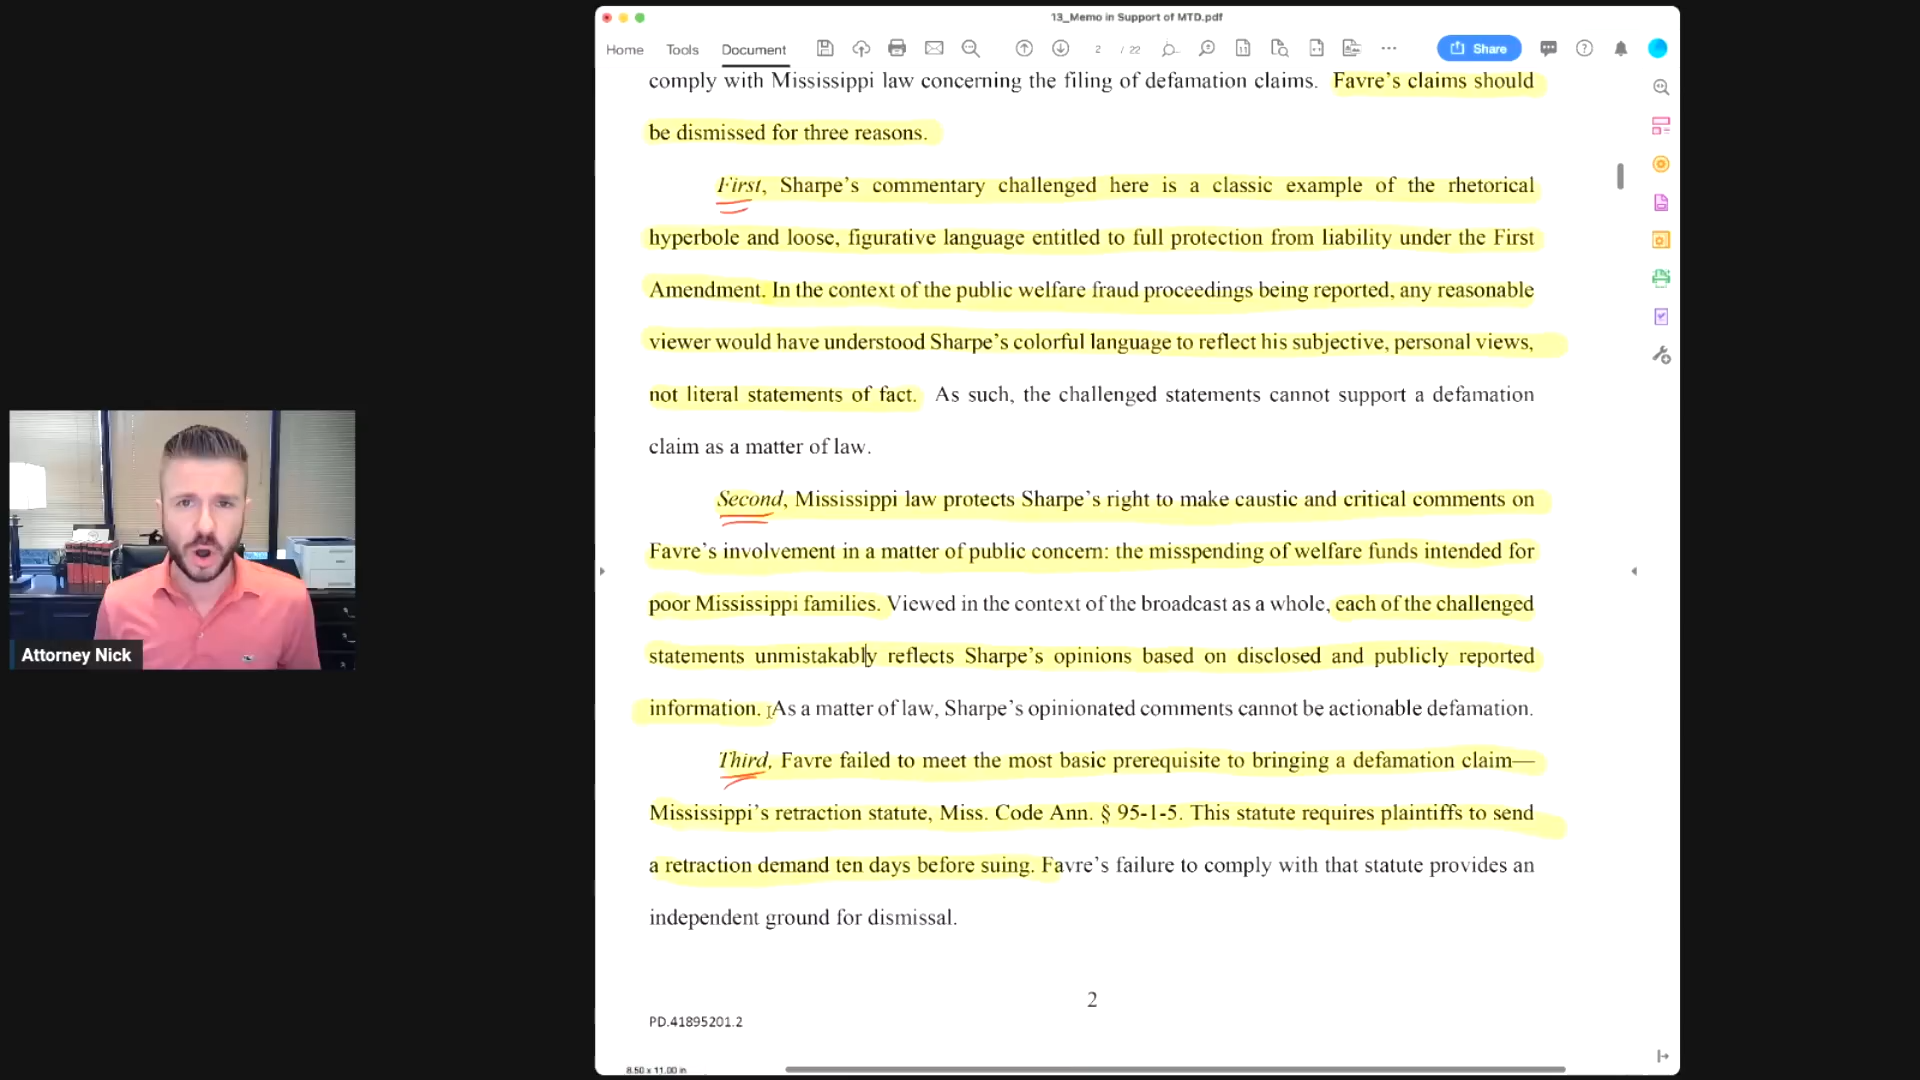 13_Memo in Support of MTD.pdf
Home Tools Document 2 / 22 Share
comply with Mississippi law concerning the filing of defamation claims. Favre's claims should
be dismissed for three reasons.
First, Sharpe's commentary challenged here is a classic example of the rhetorical
hyperbole and loose, figurative language entitled to full protection from liability under the First
Amendment. In the context of the public welfare fraud proceedings being reported, any reasonable
viewer would have understood Sharpe's colorful language to reflect his subjective, personal views,
not literal statements of fact. As such, the challenged statements cannot support a defamation
claim as a matter of law.
Second, Mississippi law protects Sharpe's right to make caustic and critical comments on
Favre's involvement in a matter of public concern: the misspending of welfare funds intended for
poor Mississippi families. Viewed in the context of the broadcast as a whole, each of the challenged
statements unmistakably reflects Sharpe's opinions based on disclosed and publicly reported
information. As a matter of law, Sharpe's opinionated comments cannot be actionable defamation.
Third, Favre failed to meet the most basic prerequisite to bringing a defamation claim—
Mississippi's retraction statute, Miss. Code Ann. § 95-1-5. This statute requires plaintiffs to send
a retraction demand ten days before suing. Favre's failure to comply with that statute provides an
independent ground for dismissal.
2
PD.41895201.2
8.50 x 11.00 in
Attorney Nick